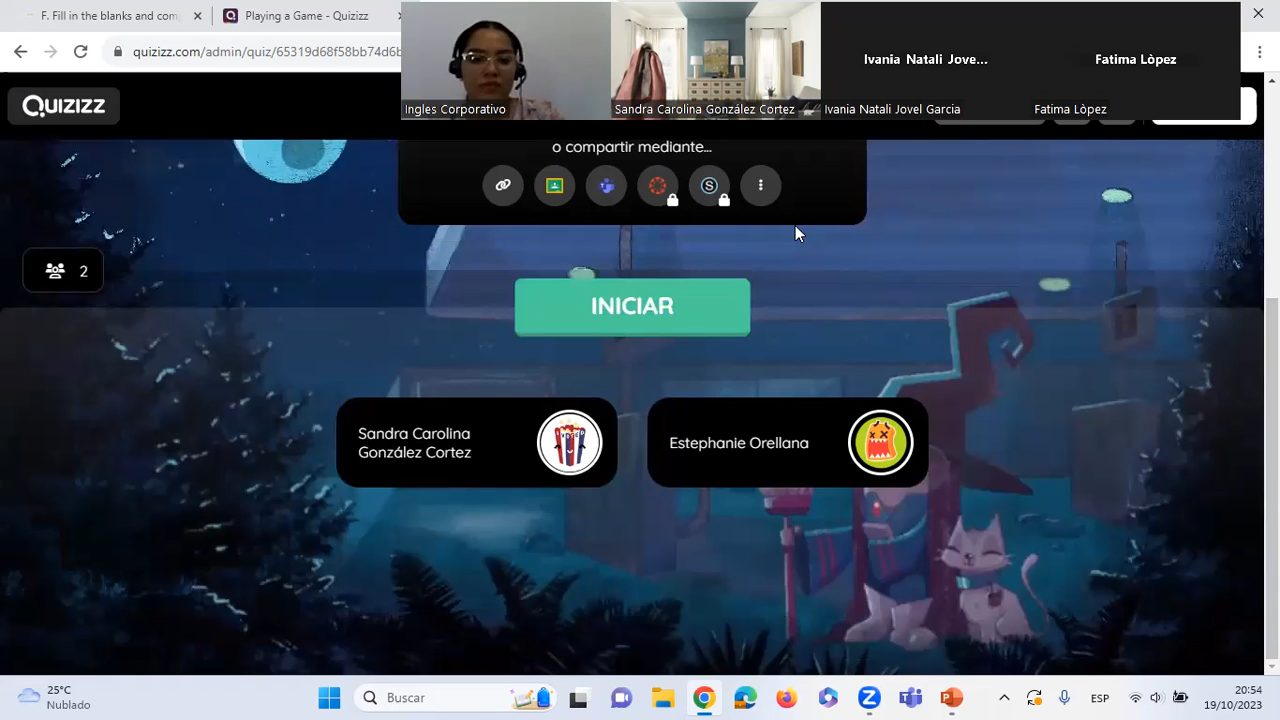 F. Fill in the blanks and com
Playing a Game - Quizizz
quizizz.com/admin/quiz/65319d68f58bb74d6b
Ivania Natali Jove...
Fatima Lòpez
Ingles Corporativo
Sandra Carolina González Cortez
Ivania Natali Jovel Garcia
Fatima Lòpez
Quizizz
o compartir mediante...
2
INICIAR
Sandra Carolina
González Cortez
Estephanie Orellana
25°C
Nublado
Buscar
ESP
20:54
19/10/2023